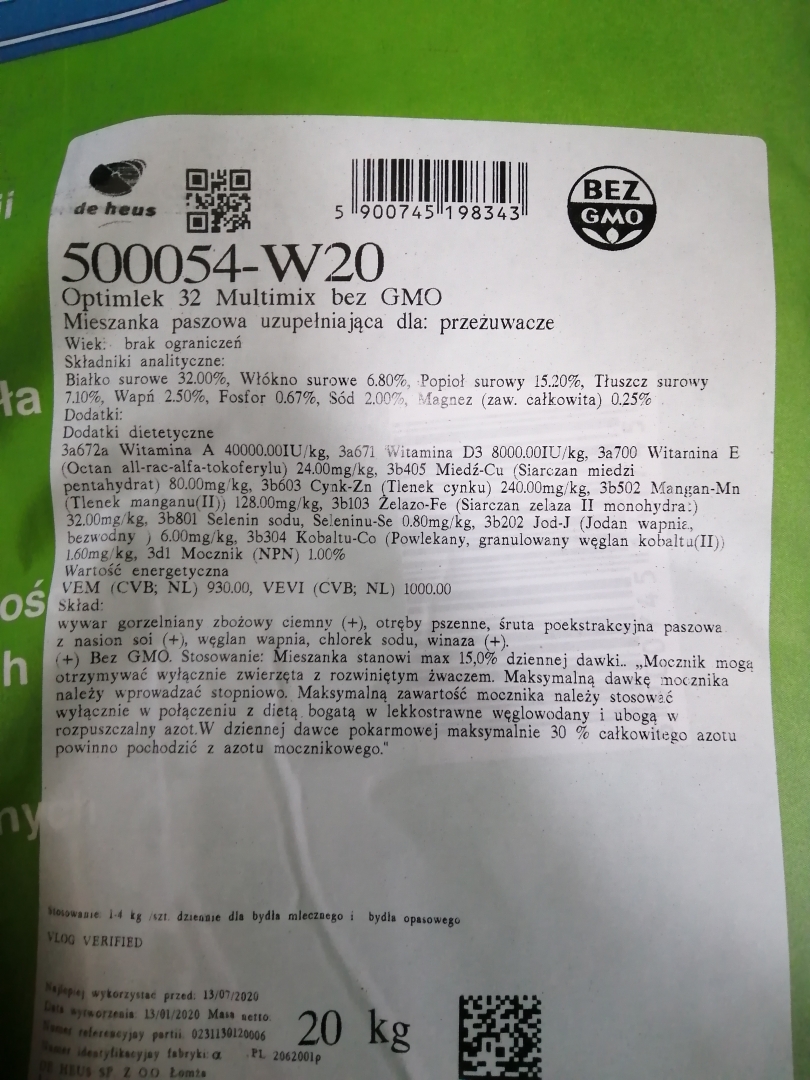 de heus
5 900745 198343
BEZ
GMO
500054-W20
Optimlek 32 Multimix bez GMO
Mieszanka paszowa uzupełniająca dla: przeżuwacze
Wiek: brak ograniczeń
Składniki analityczne:
Białko surowe 32.00%, Włókno surowe 6.80%, Popiół surowy 15.20%, Tłuszcz surowy
7.10%, Wapń 2.50%, Fosfor 0.67%, Sód 2.00%, Magnez (zaw. całkowita) 0.25%
Dodatki:
Dodatki dietetyczne
3a672a Witamina A 40000.00IU/kg, 3a671 Witamina D3 8000.00IU/kg, 3a700 Witamina E
(Octan all-rac-alfa-tokoferylu) 24.00mg/kg, 3b405 Miedź-Cu (Siarczan miedzi
pentahydrat) 80.00mg/kg, 3b603 Cynk-Zn (Tlenek cynku) 240.00mg/kg, 3b502 Mangan-Mn
(Tlenek manganu(II)) 128.00mg/kg, 3b103 Żelazo-Fe (Siarczan zelaza II monohydrat)
32.00mg/kg, 3b801 Selenin sodu, Seleninu-Se 0.80mg/kg, 3b202 Jod-J (Jodan wapnia,
bezwodny ) 6.00mg/kg, 3b304 Kobaltu-Co (Powlekany, granulowany węglan kobaltu(II))
1.60mg/kg, 3d1 Mocznik (NPN) 1.00%
Wartość energetyczna
VEM (CVB; NL) 930.00, VEVI (CVB; NL) 1000.00
Skład:
wywar gorzelniany zbożowy ciemny (+), otręby pszenne, śruta poekstrakcyjna paszowa
z nasion soi (+), węglan wapnia, chlorek sodu, winaza (+).
(+) Bez GMO. Stosowanie: Mieszanka stanowi max 15,0% dziennej dawki.. „Mocznik mogą
otrzymywać wyłącznie zwierzęta z rozwiniętym żwaczem. Maksymalną dawkę mocznika
należy wprowadzać stopniowo. Maksymalną zawartość mocznika należy stosować
wyłącznie w połączeniu z dietą bogatą w lekkostrawne węglowodany i ubogą w
rozpuszczalny azot.W dziennej dawce pokarmowej maksymalnie 30 % całkowitego azotu
powinno pochodzić z azotu mocznikowego."
Stosowanie: 1-4 kg /szt. dziennie dla bydła mlecznego i bydła opasowego
VLOG VERIFIED
Najlepiej wykorzystać przed: 13/07/2020
Data wytworzenia: 13/01/2020 Masa netto:
20 kg
Numer referencyjny partii: 0231130120006
Numer identyfikacyjny fabryki: α PL 2062001p
DE HEUS SP. Z O.O. Łomża